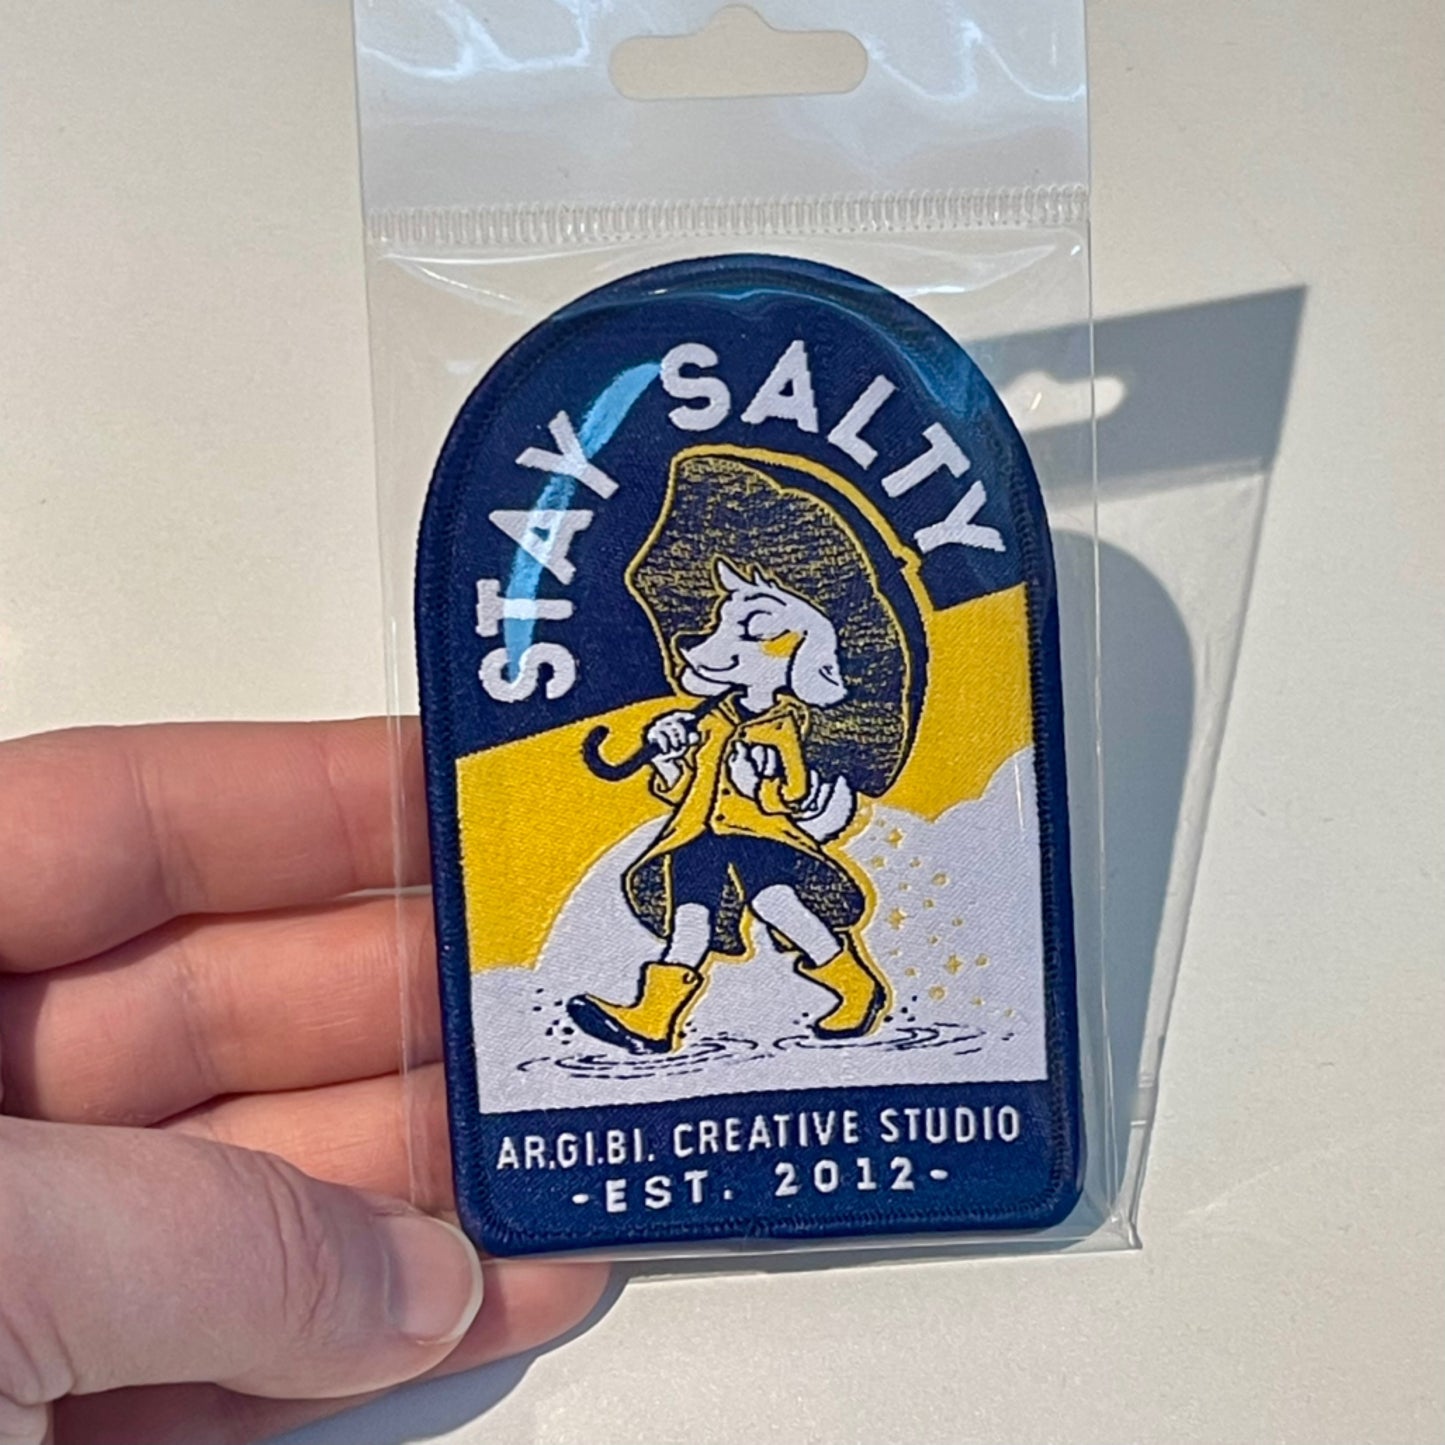 STAY SALTY
AR.GI.BI. CREATIVE STUDIO
-EST. 2012-